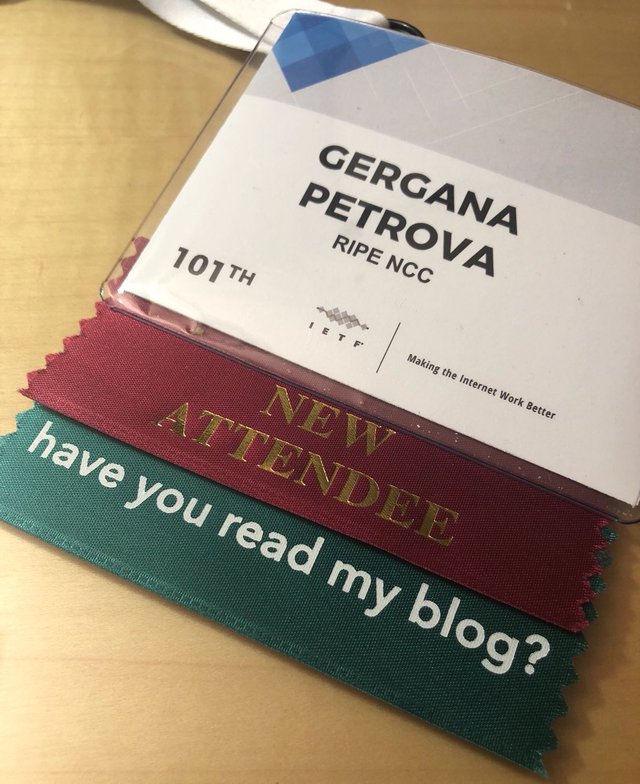 GERGANA
PETROVA
RIPE NCC
101TH
IETF
Making the Internet Work Better
NEW
ATTENDEE
have you read my blog?